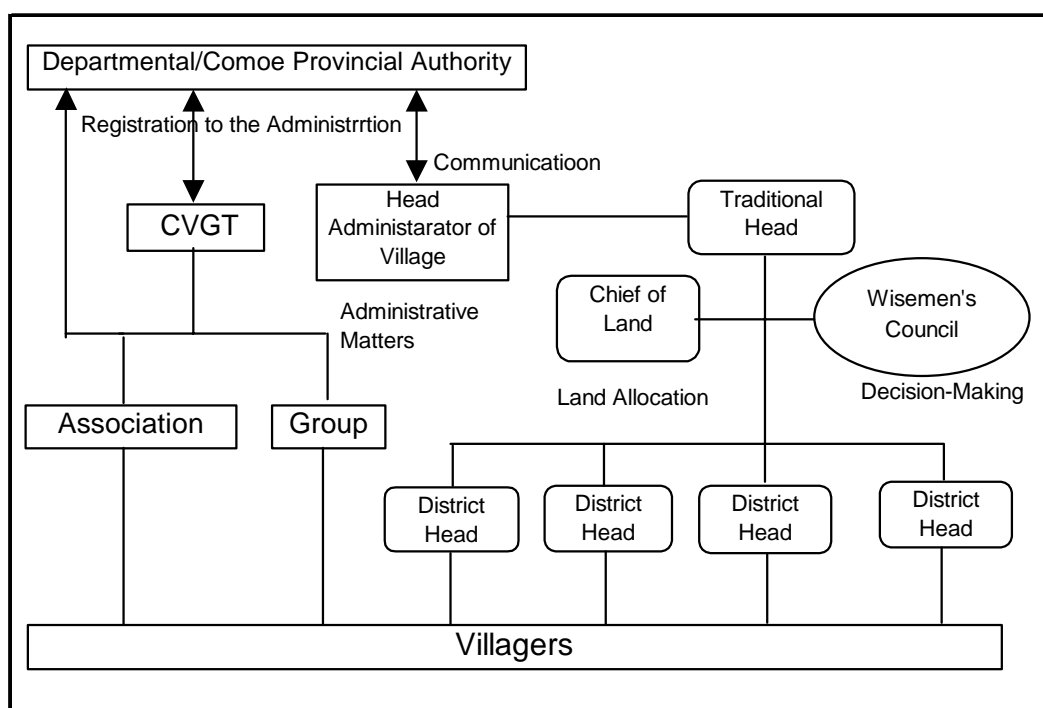 Departmental/Comoe Provincial Authority
Registration to the Administrrtion
Communicatioon
Head
Administarator of
Village
Traditional
Head
CVGT
Chief of
Land
Wisemen's
Council
Administrative
Matters
Land Allocation
Decision-Making
Association
Group
District
Head
District
Head
District
Head
District
Head
Villagers